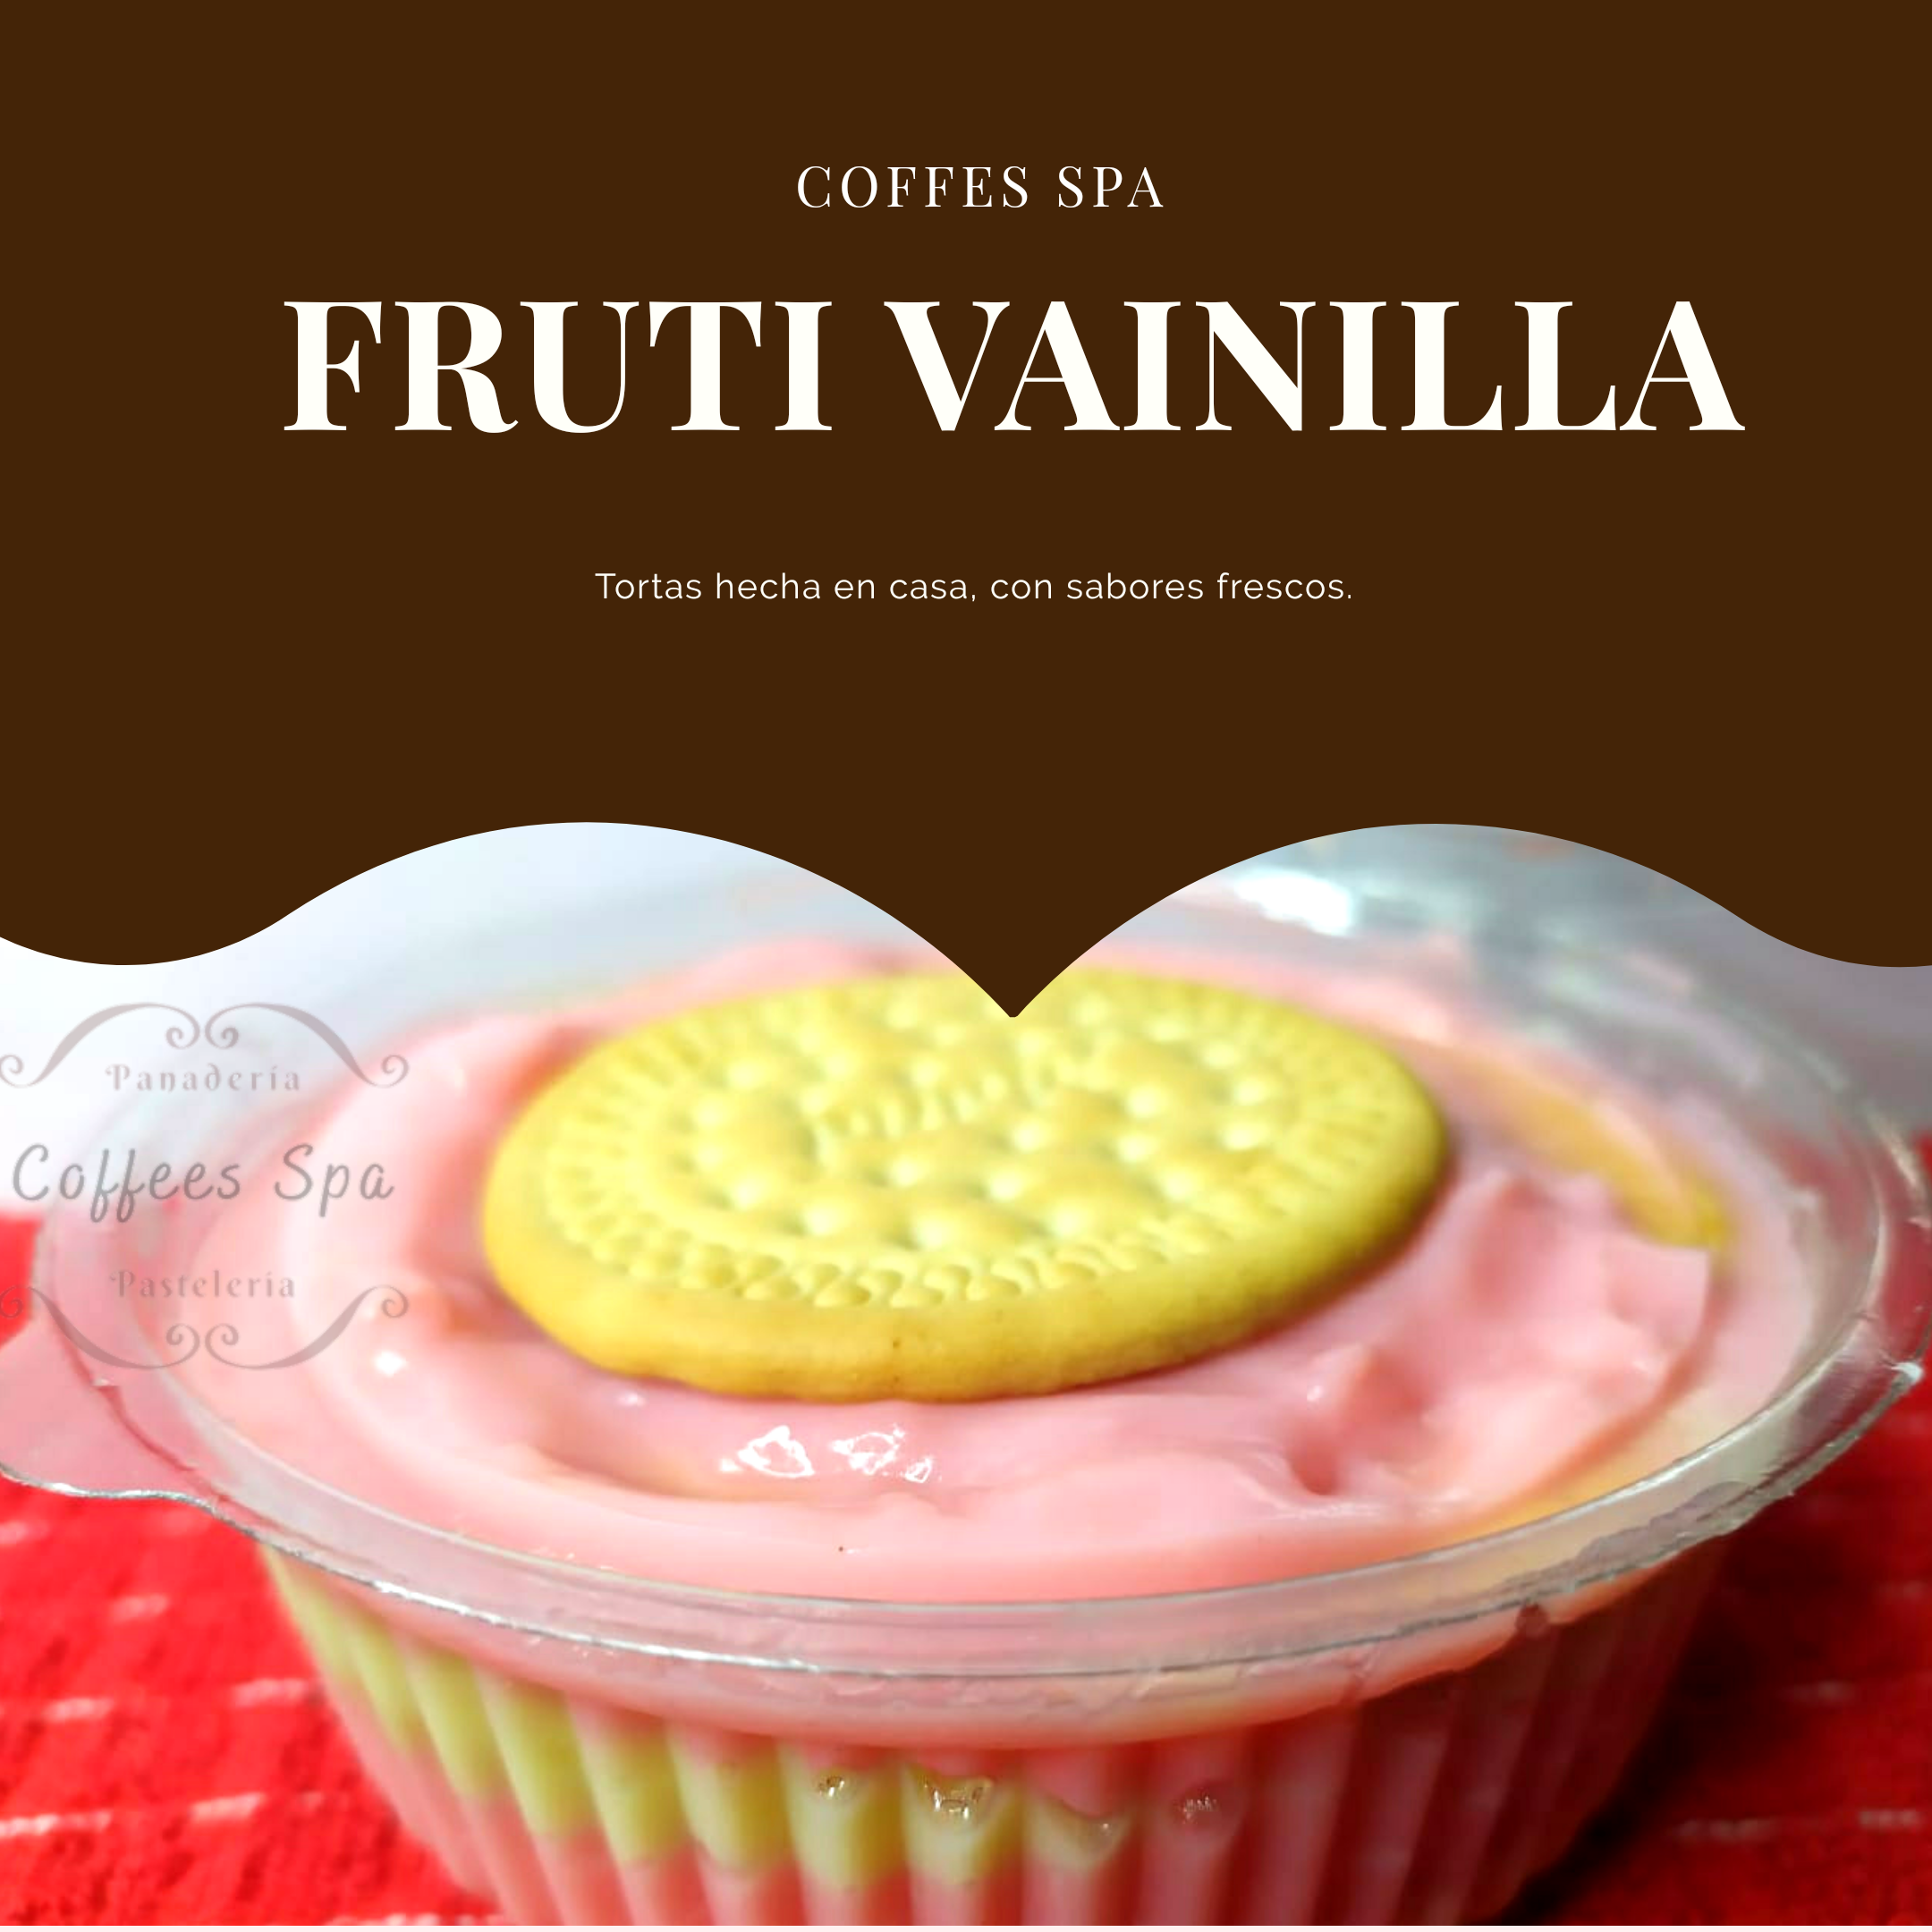 COFFES SPA
FRUTI VAINILLA
Tortas hecha en casa, con sabores frescos.
Panadería
Coffees Spa
Pastelería